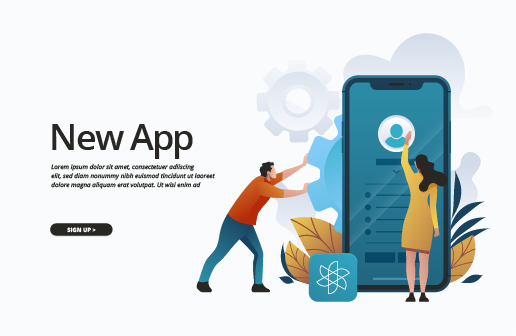 New App
Lorem ipsum dolor sit amet, consectetuer adiiscing
elit, sed diam nonummy nibh euismod tincidunt ut laoreet
dolore magna aliquam erat volutpat. Ut wisi enim ad
SIGN UP >